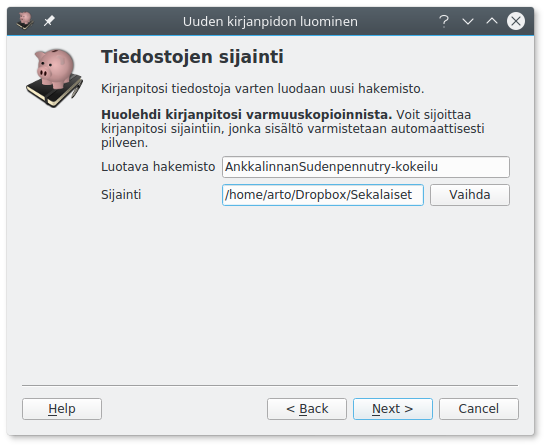 Uuden kirjanpidon luominen
Tiedostojen sijainti
Kirjanpitosi tiedostoja varten luodaan uusi hakemisto.
Huolehdi kirjanpitosi varmuuskopioinnista. Voit sijoittaa
kirjanpitosi sijaintiin, jonka sisältö varmistetaan automaattisesti
pilveen.
Luotava hakemisto AnkkalinnanSudenpennutry-kokeilu
Sijainti /home/arto/Dropbox/Sekalaiset Vaihda
Help < Back Next > Cancel